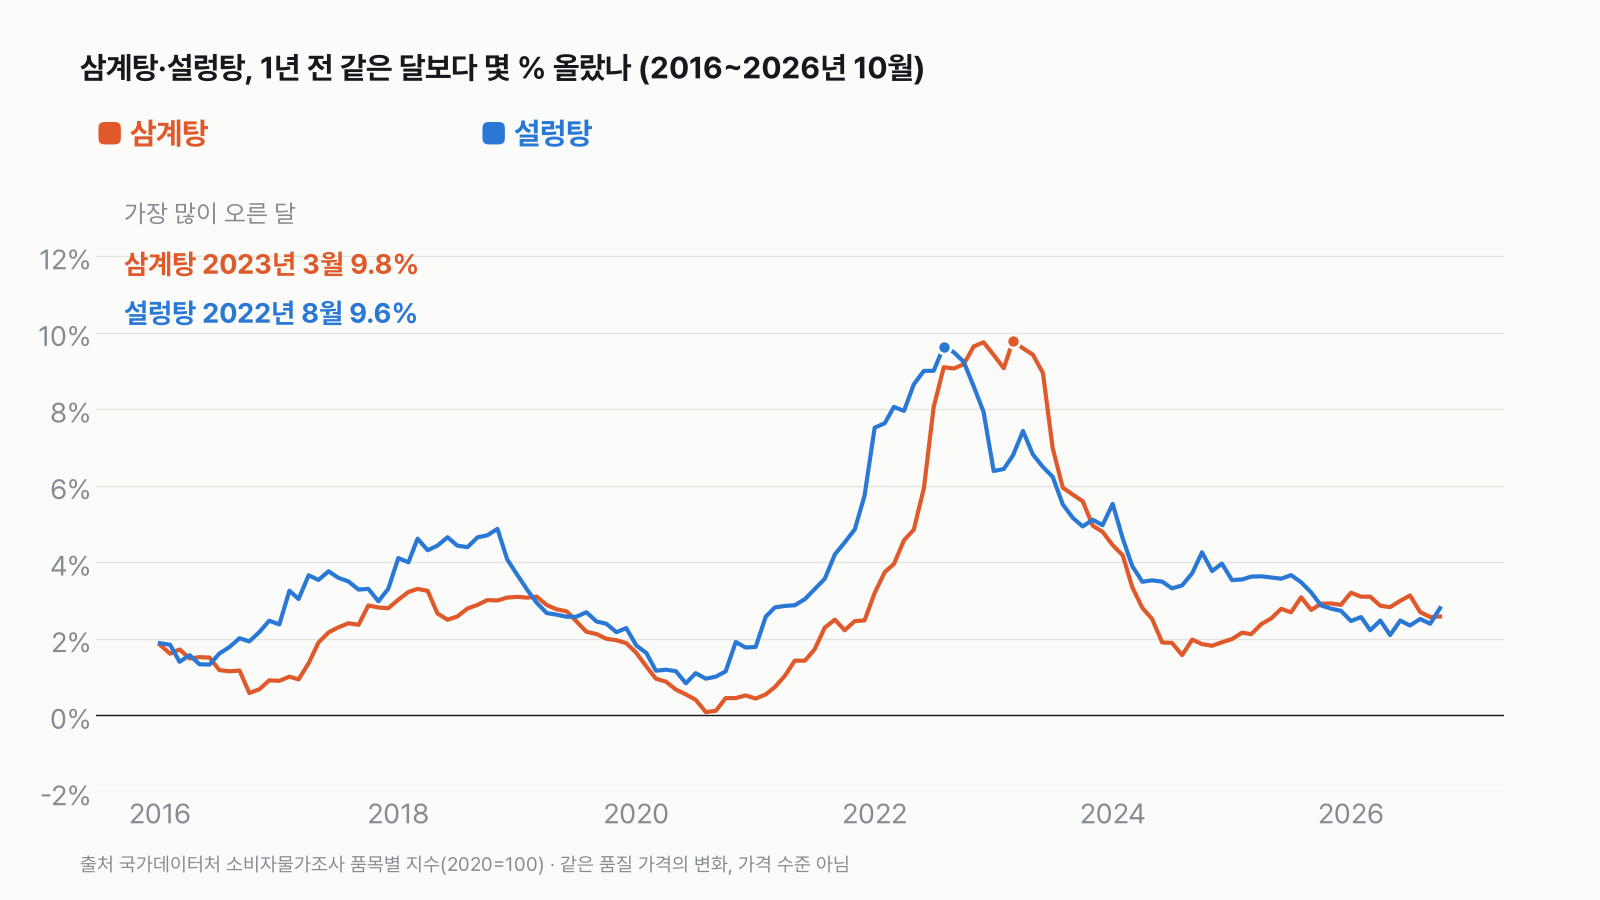 삼계탕·설렁탕, 1년 전 같은 달보다 몇 % 올랐나 (2016~2026년 10월)
삼계탕
설렁탕
가장 많이 오른 달
삼계탕 2023년 3월 9.8%
설렁탕 2022년 8월 9.6%
12%
10%
8%
6%
4%
2%
0%
-2%
2016
2018
2020
2022
2024
2026
출처 국가데이터처 소비자물가조사 품목별 지수(2020=100) · 같은 품질 가격의 변화, 가격 수준 아님